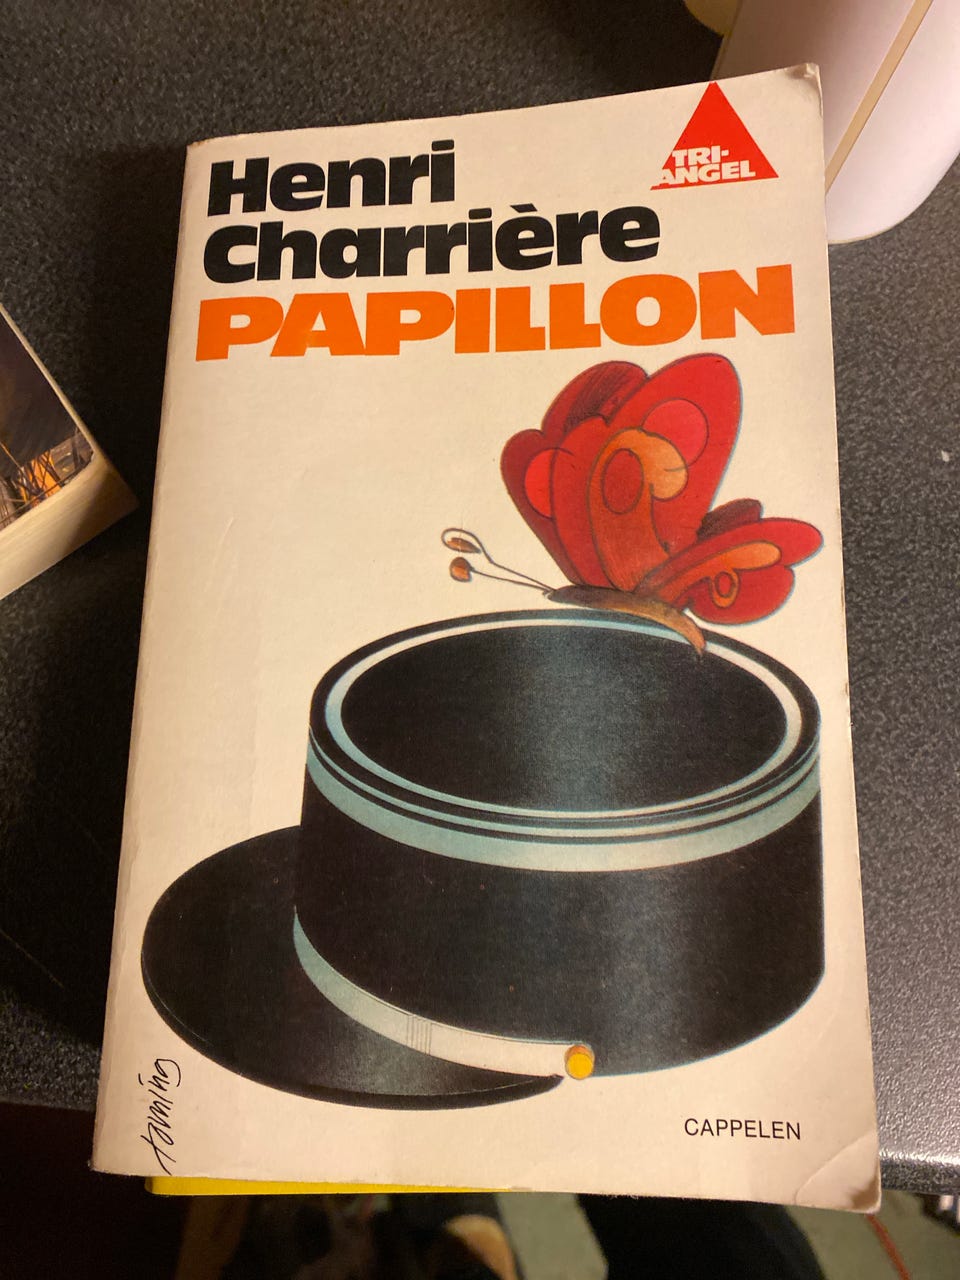 Henri
Charrière
PAPILLON
TRI-
ANGEL
CAPPELEN